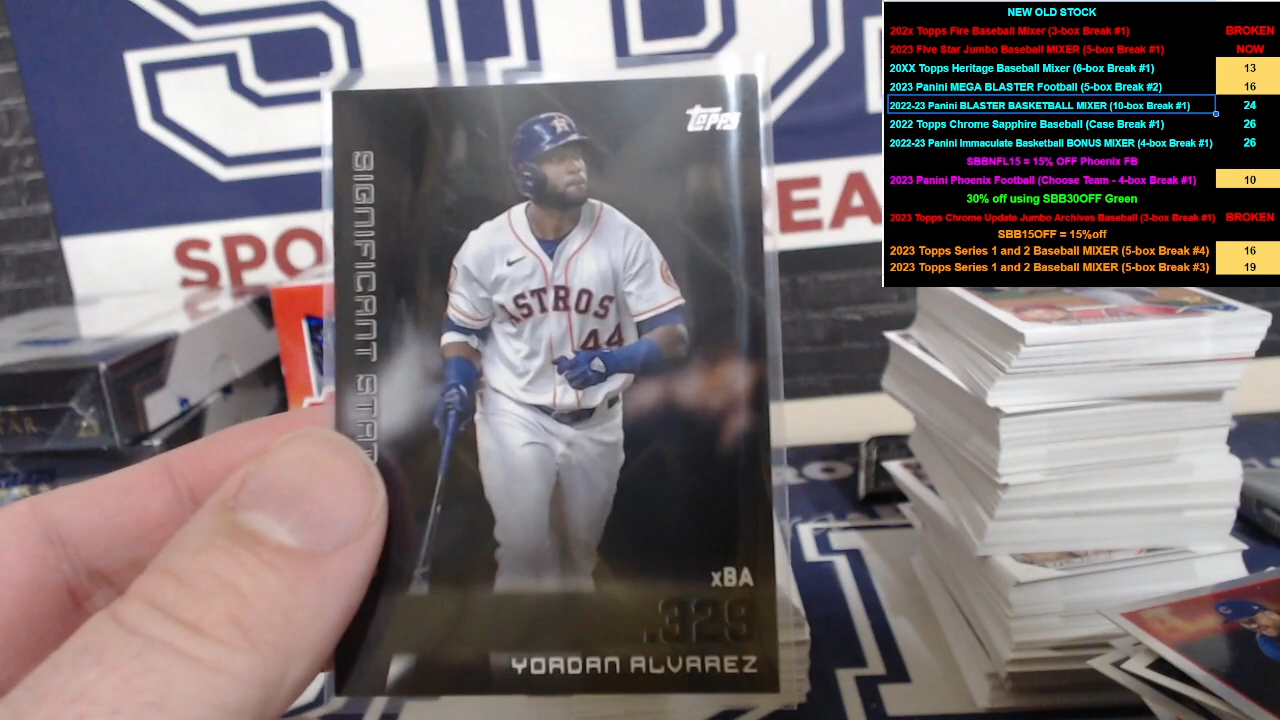 NEW OLD STOCK
202x Topps Fire Baseball Mixer (3-box Break #1) BROKEN
2023 Five Star Jumbo Baseball MIXER (5-box Break #1) NOW
20XX Topps Heritage Baseball Mixer (6-box Break #1) 13
2023 Panini MEGA BLASTER Football (5-box Break #2) 16
2022-23 Panini BLASTER BASKETBALL MIXER (10-box Break #1) 24
2022 Topps Chrome Sapphire Baseball (Case Break #1) 26
2022-23 Panini Immaculate Basketball BONUS MIXER (4-box Break #1) 26
SBBNFL15 = 15% OFF Phoenix FB
2023 Panini Phoenix Football (Choose Team - 4-box Break #1) 10
30% off using SBB30OFF Green
2023 Topps Chrome Update Jumbo Archives Baseball (3-box Break #1) BROKEN
SBB15OFF = 15%off
2023 Topps Series 1 and 2 Baseball MIXER (5-box Break #4) 16
2023 Topps Series 1 and 2 Baseball MIXER (5-box Break #3) 19
Topps
SIGNIFICANT STAT
ASTROS
44
xBA
.329
YORDAN ALVAREZ
SPO
REA